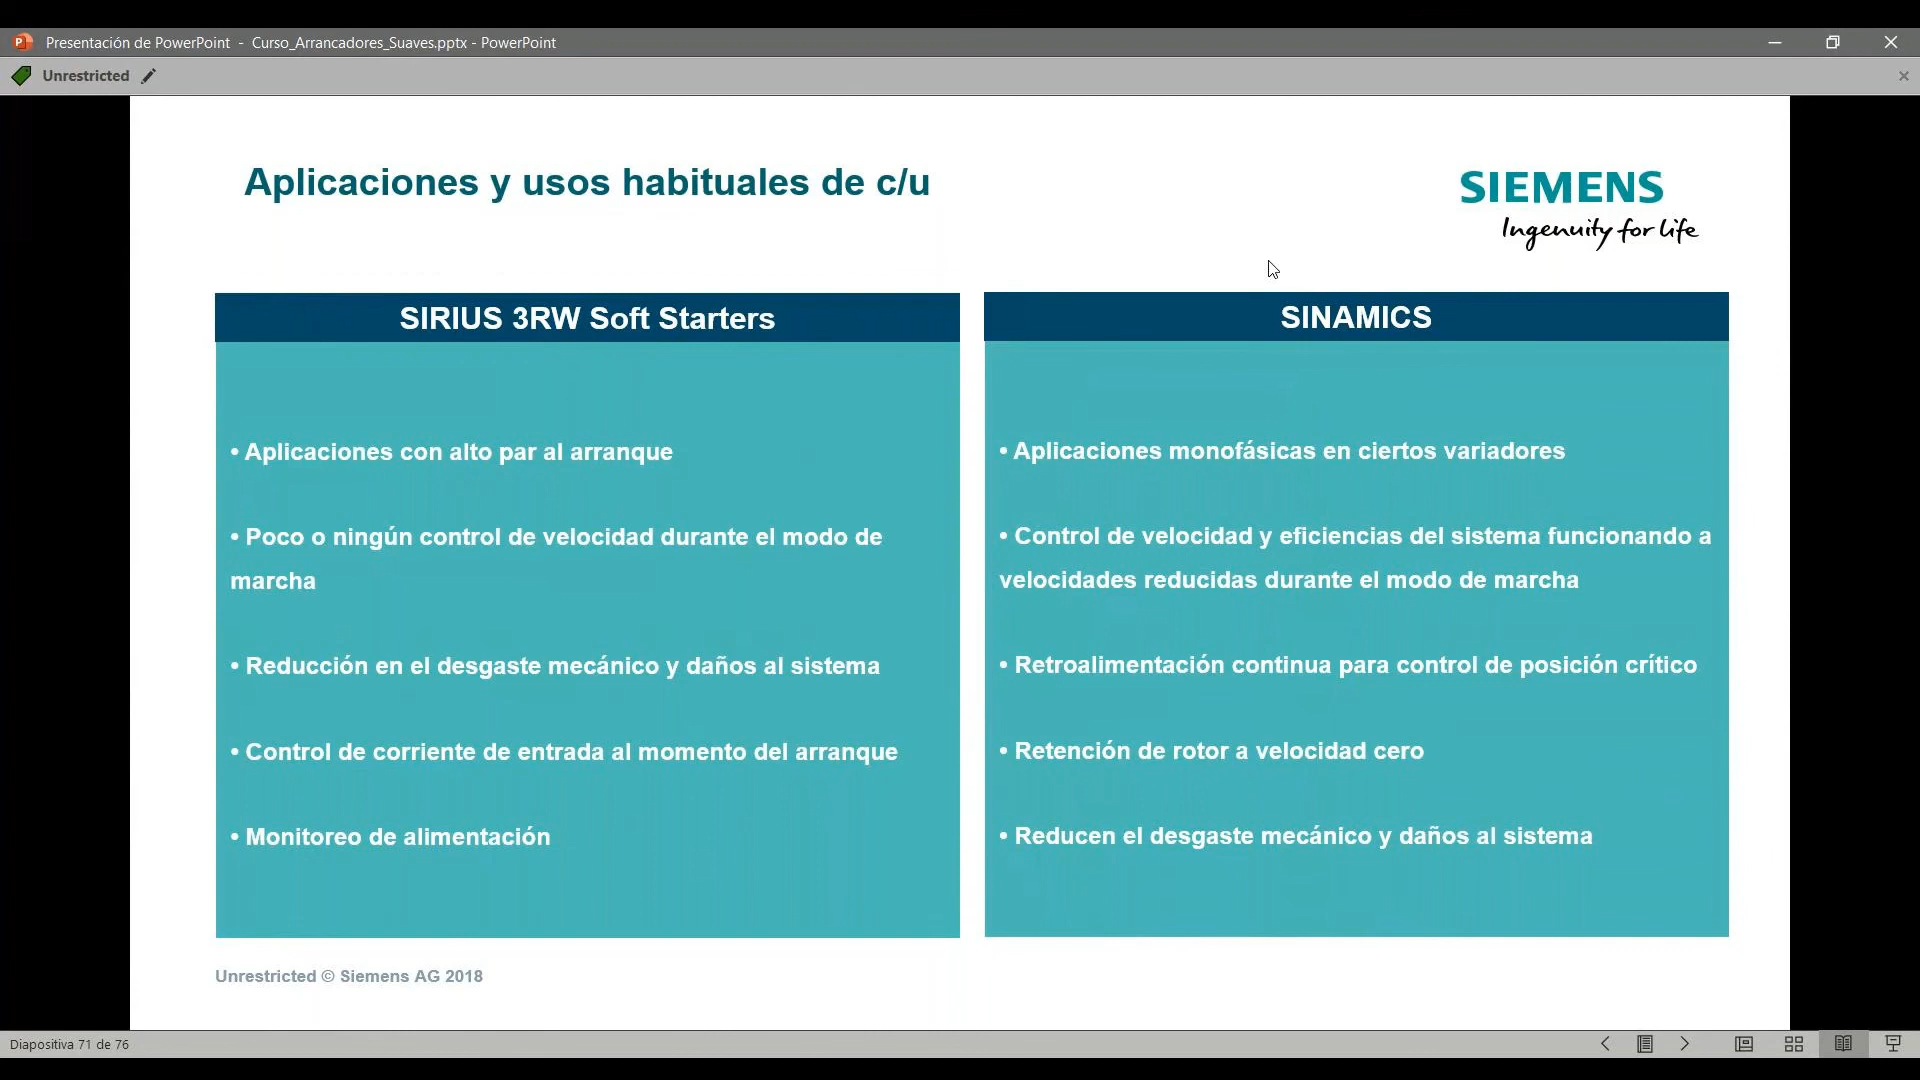 Presentación de PowerPoint - Curso_Arrancadores_Suaves.pptx - PowerPoint
Unrestricted
Aplicaciones y usos habituales de c/u
SIEMENS
Ingenuity for life
SIRIUS 3RW Soft Starters
• Aplicaciones con alto par al arranque
• Poco o ningún control de velocidad durante el modo de
marcha
• Reducción en el desgaste mecánico y daños al sistema
• Control de corriente de entrada al momento del arranque
• Monitoreo de alimentación
SINAMICS
• Aplicaciones monofásicas en ciertos variadores
• Control de velocidad y eficiencias del sistema funcionando a
velocidades reducidas durante el modo de marcha
• Retroalimentación continua para control de posición crítico
• Retención de rotor a velocidad cero
• Reducen el desgaste mecánico y daños al sistema
Unrestricted © Siemens AG 2018
Diapositiva 71 de 76